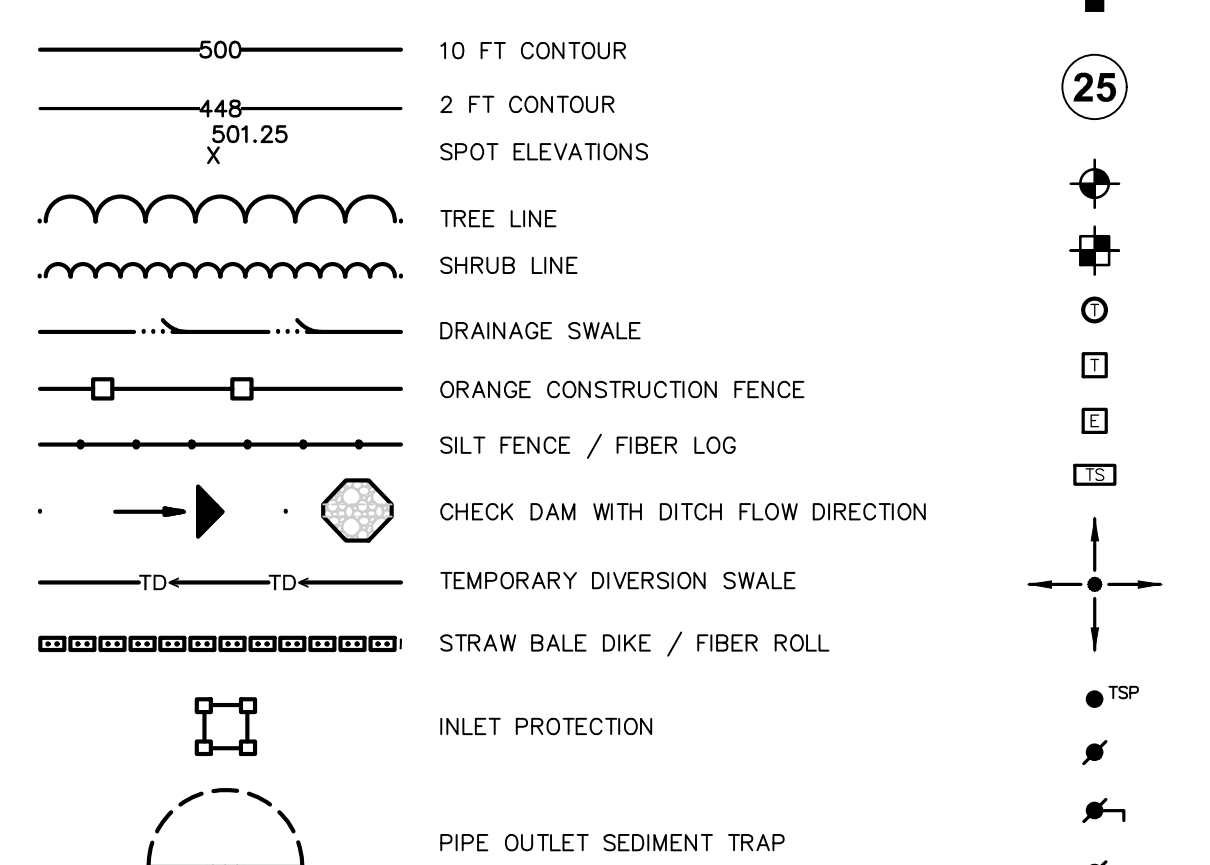 500 10 FT CONTOUR
448 2 FT CONTOUR
501.25
X SPOT ELEVATIONS
TREE LINE
SHRUB LINE
DRAINAGE SWALE
ORANGE CONSTRUCTION FENCE
SILT FENCE / FIBER LOG
CHECK DAM WITH DITCH FLOW DIRECTION
TD TD TEMPORARY DIVERSION SWALE
STRAW BALE DIKE / FIBER ROLL
INLET PROTECTION
PIPE OUTLET SEDIMENT TRAP
25
T
T
E
TS
TSP